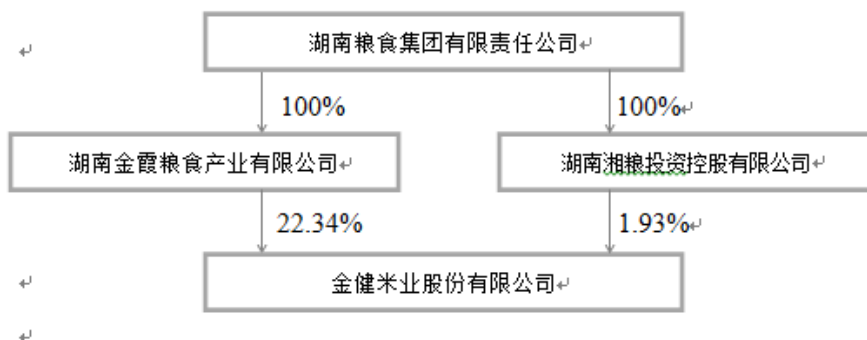 湖南粮食集团有限责任公司
100% 100%
湖南金霞粮食产业有限公司 湖南湘粮投资控股有限公司
22.34% 1.93%
金健米业股份有限公司